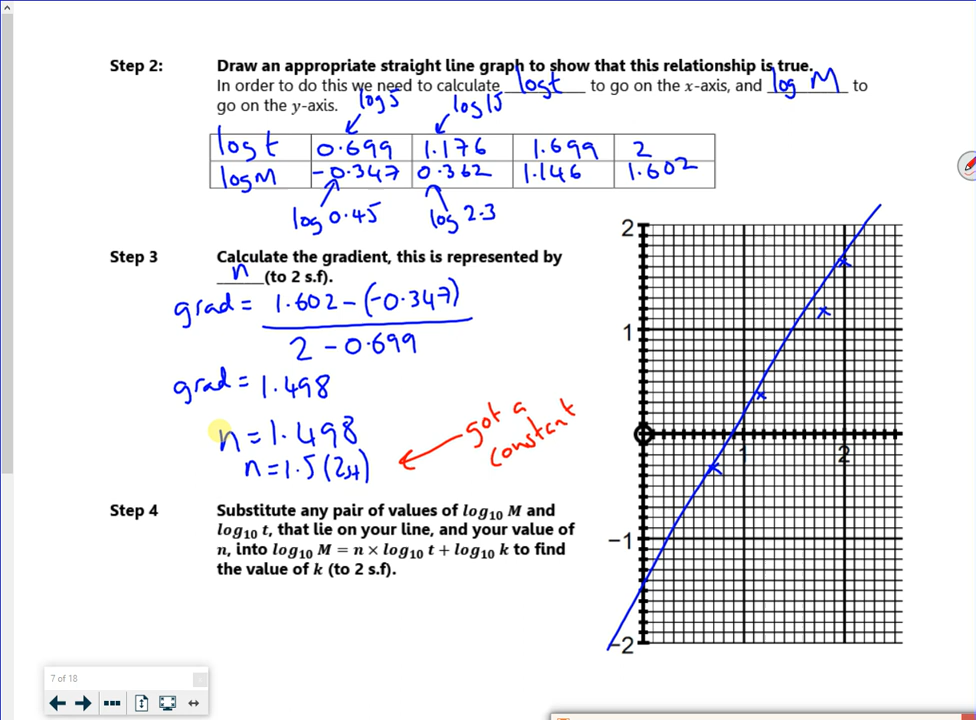 Step 2: Draw an appropriate straight line graph to show that this relationship is true.
In order to do this we need to calculate log t to go on the x-axis, and log M to
go on the y-axis.
log 5 log 15
log t 0.699 1.176 1.699 2
log M -0.347 0.362 1.146 1.602
log 0.45 log 2.3
Step 3 Calculate the gradient, this is represented by
n (to 2 s.f).
grad = 1.602 - (-0.347)
2 - 0.699
grad = 1.498
n = 1.498
n = 1.5 (2sf)
got a
constant
Step 4 Substitute any pair of values of log10 M and
log10 t, that lie on your line, and your value of
n, into log10 M = n × log10 t + log10 k to find
the value of k (to 2 s.f).
2
1
0
1 2
-1
-2
7 of 18